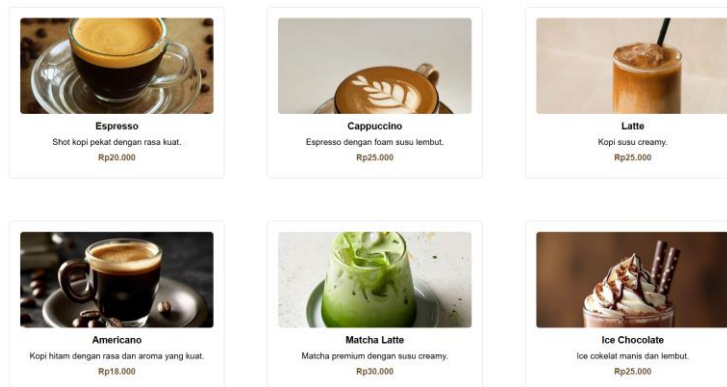 Espresso
Shot kopi pekat dengan rasa kuat.
Rp20.000
Cappuccino
Espresso dengan foam susu lembut.
Rp25.000
Latte
Kopi susu creamy.
Rp25.000
Americano
Kopi hitam dengan rasa dan aroma yang kuat.
Rp18.000
Matcha Latte
Matcha premium dengan susu creamy.
Rp30.000
Ice Chocolate
Ice cokelat manis dan lembut.
Rp25.000